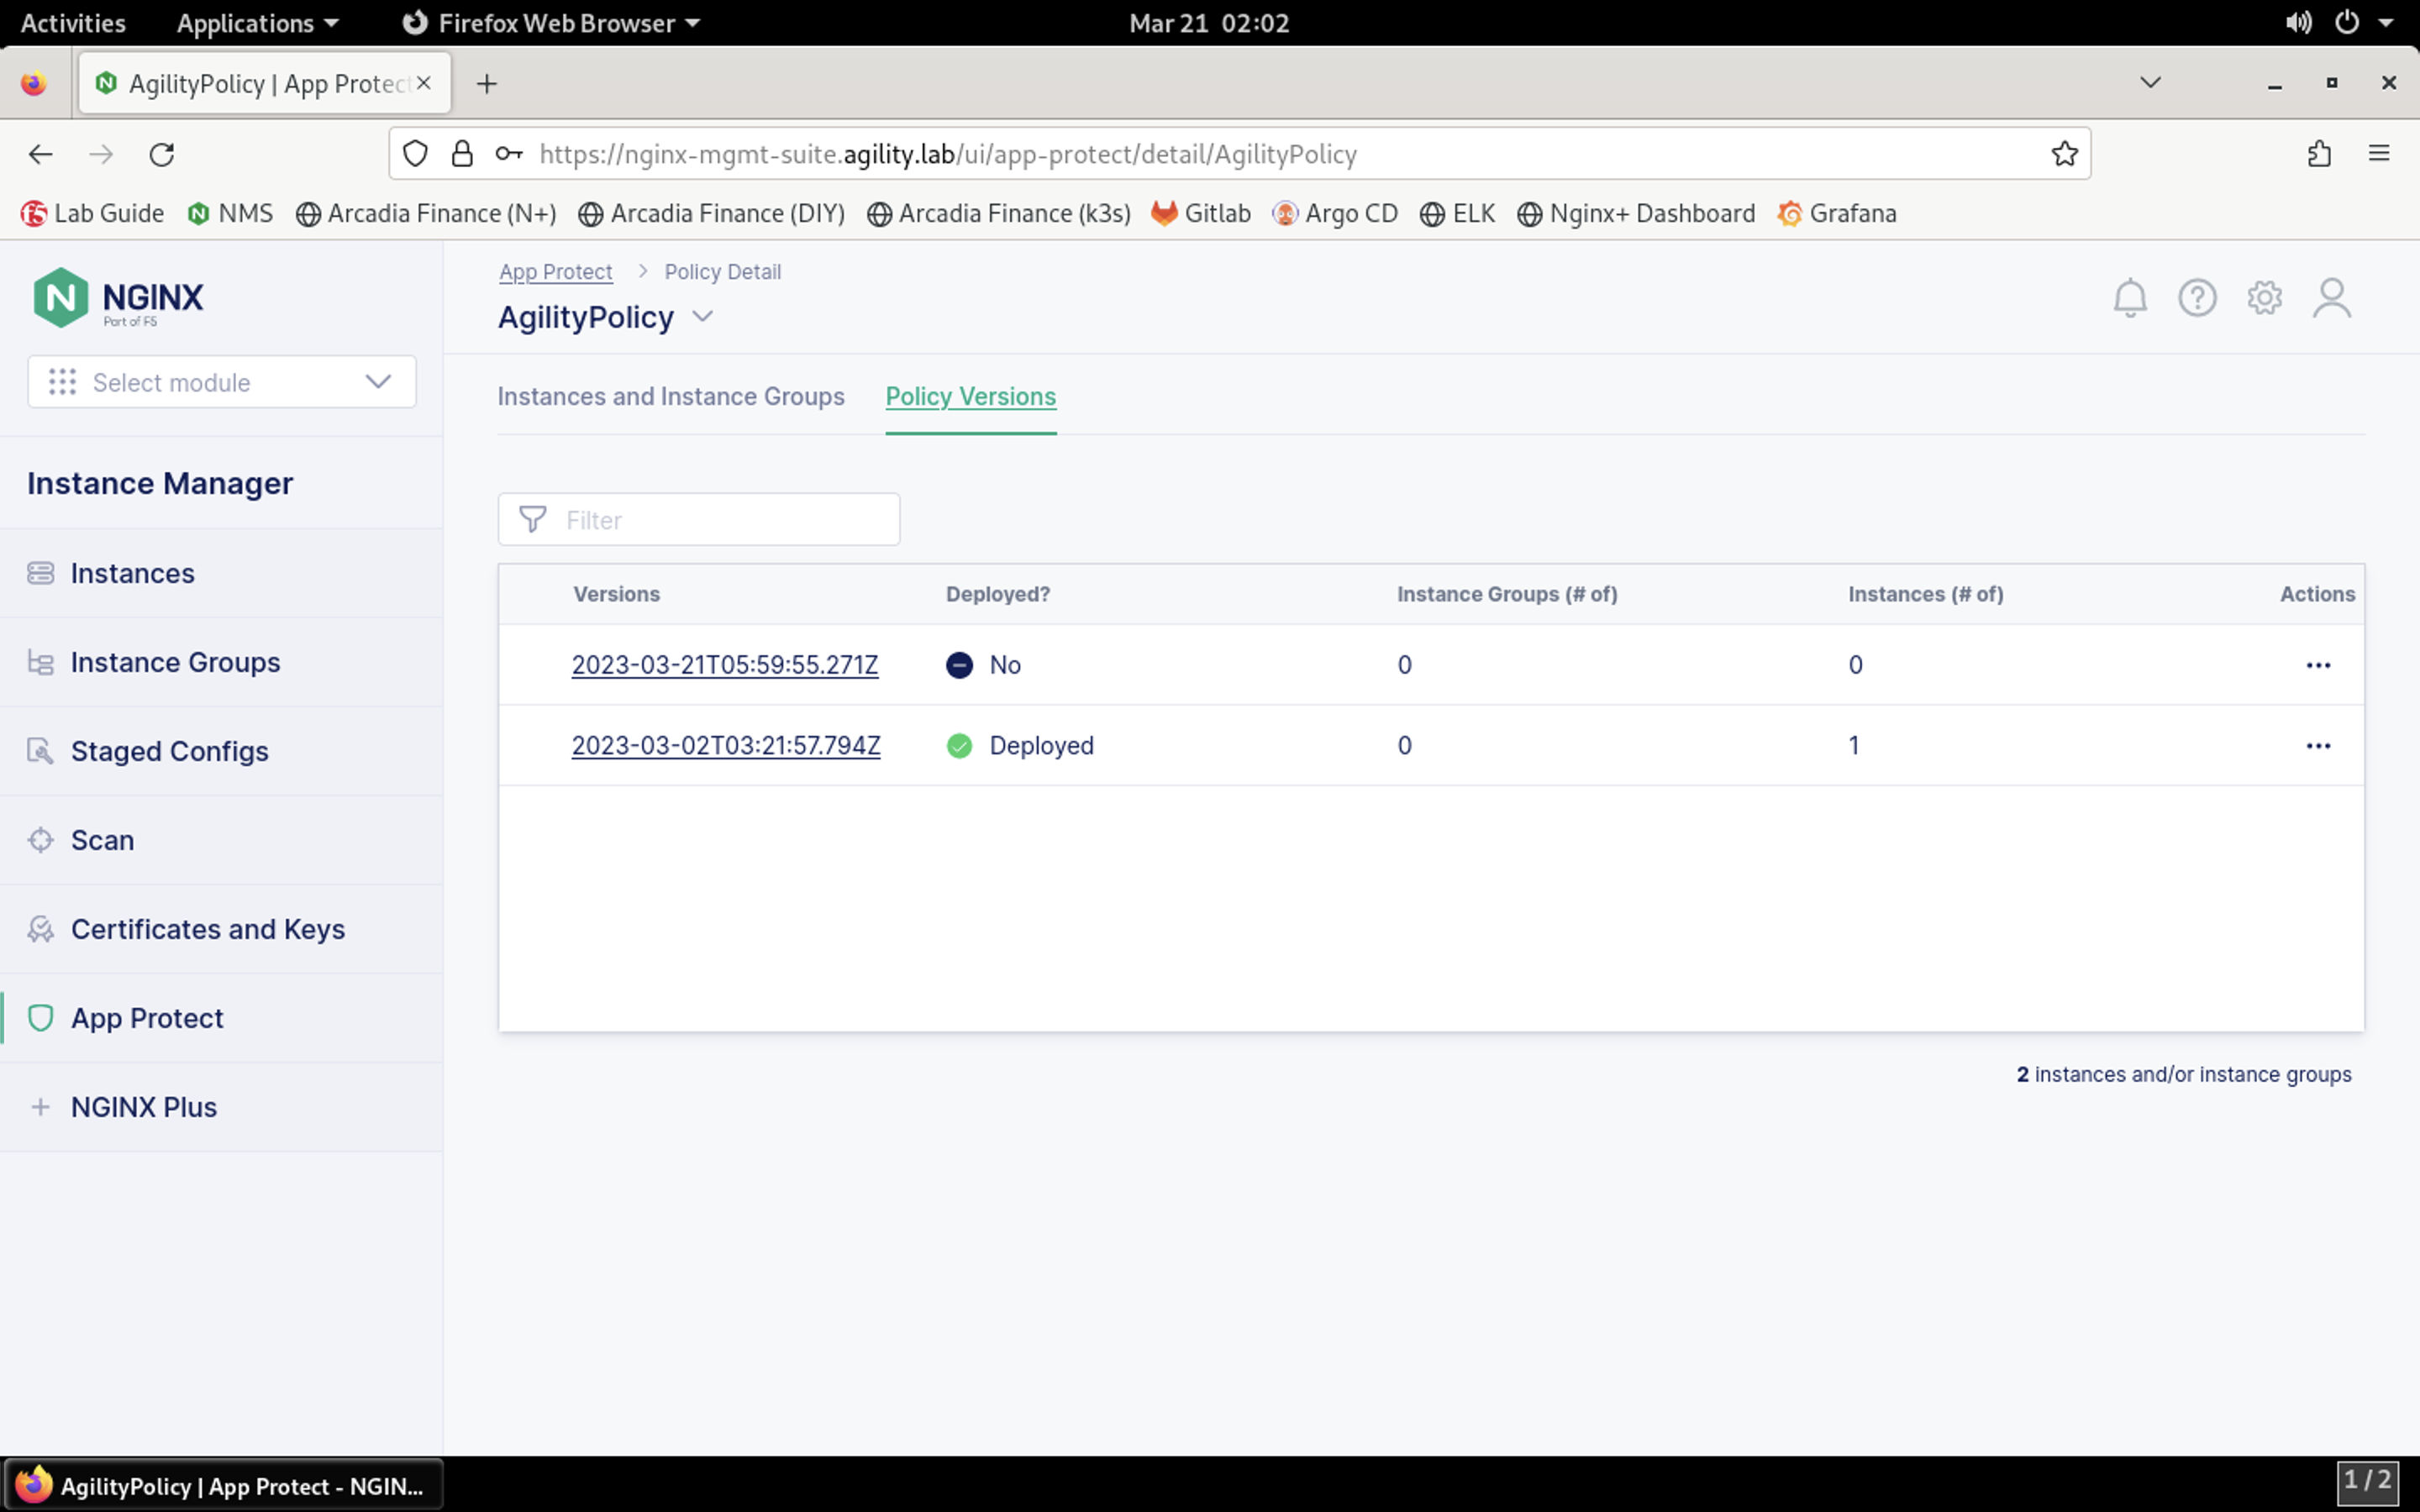 Activities Applications Firefox Web Browser Mar 21 02:02
AgilityPolicy | App Protec
https://nginx-mgmt-suite.agility.lab/ui/app-protect/detail/AgilityPolicy
Lab Guide NMS Arcadia Finance (N+) Arcadia Finance (DIY) Arcadia Finance (k3s) Gitlab Argo CD ELK Nginx+ Dashboard Grafana
NGINX
Part of F5
Select module
Instance Manager
Instances
Instance Groups
Staged Configs
Scan
Certificates and Keys
App Protect
NGINX Plus
App Protect > Policy Detail
AgilityPolicy
Instances and Instance Groups Policy Versions
Filter
Versions Deployed? Instance Groups (# of) Instances (# of) Actions
2023-03-21T05:59:55.271Z No 0 0
2023-03-02T03:21:57.794Z Deployed 0 1
2 instances and/or instance groups
AgilityPolicy | App Protect - NGIN... 1 / 2